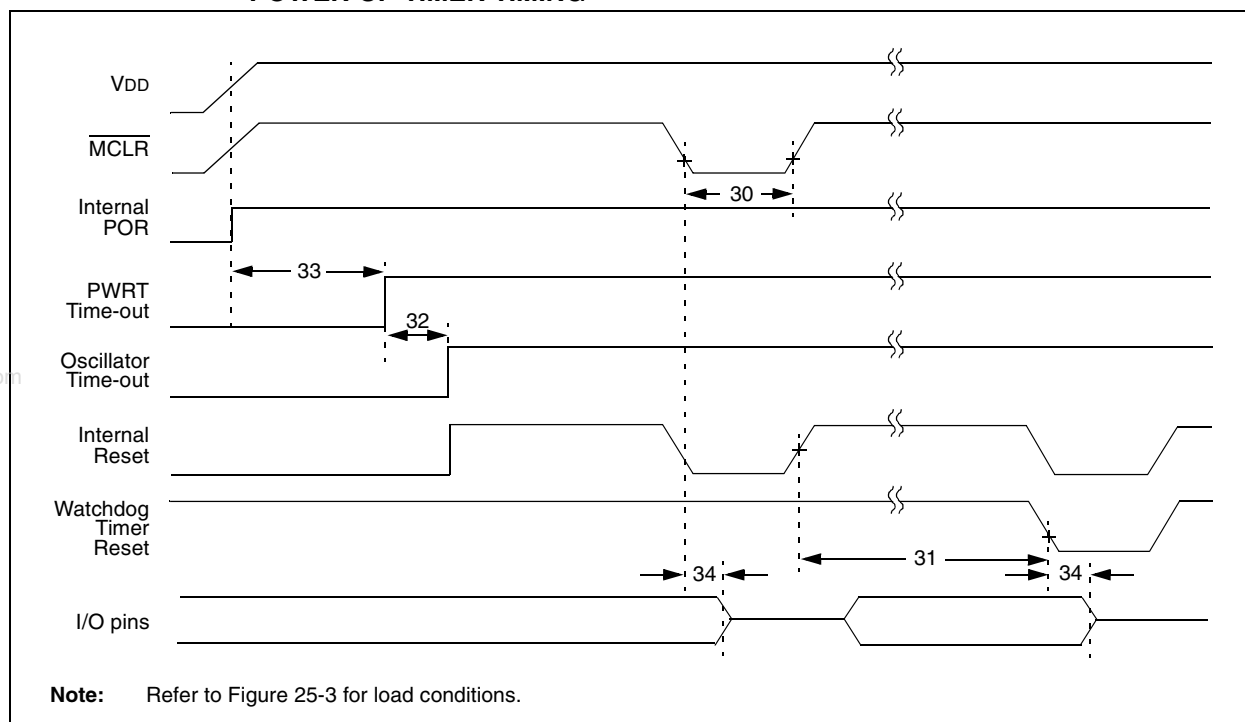 VDD
MCLR
30
Internal
POR
33
PWRT
Time-out
32
Oscillator
Time-out
om
Internal
Reset
Watchdog
Timer
Reset
31
34
34
I/O pins
Note: Refer to Figure 25-3 for load conditions.